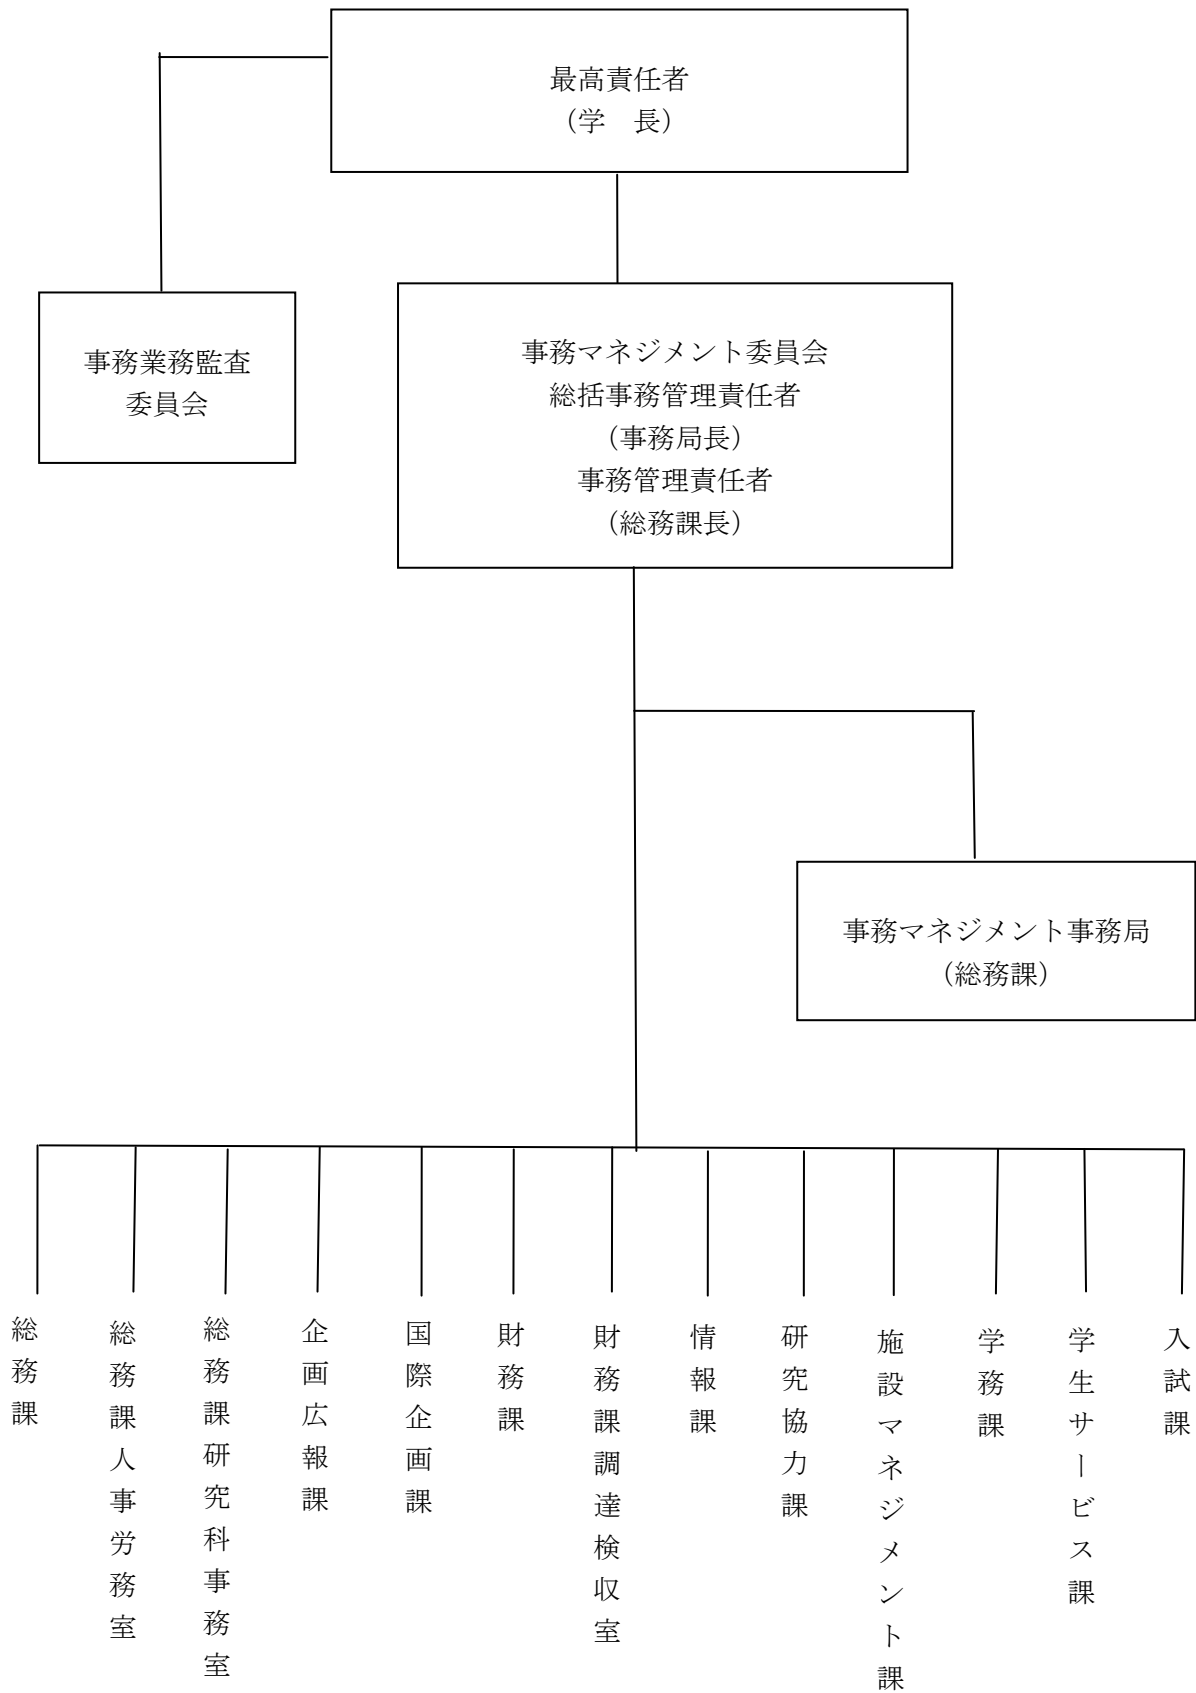 最高責任者
（学　長）
事務業務監査
委員会
事務マネジメント委員会
総括事務管理責任者
（事務局長）
事務管理責任者
（総務課長）
事務マネジメント事務局
（総務課）
総務課
総務課人事労務室
総務課研究科事務室
企画広報課
国際企画課
財務課
財務課調達検収室
情報課
研究協力課
施設マネジメント課
学務課
学生サービス課
入試課